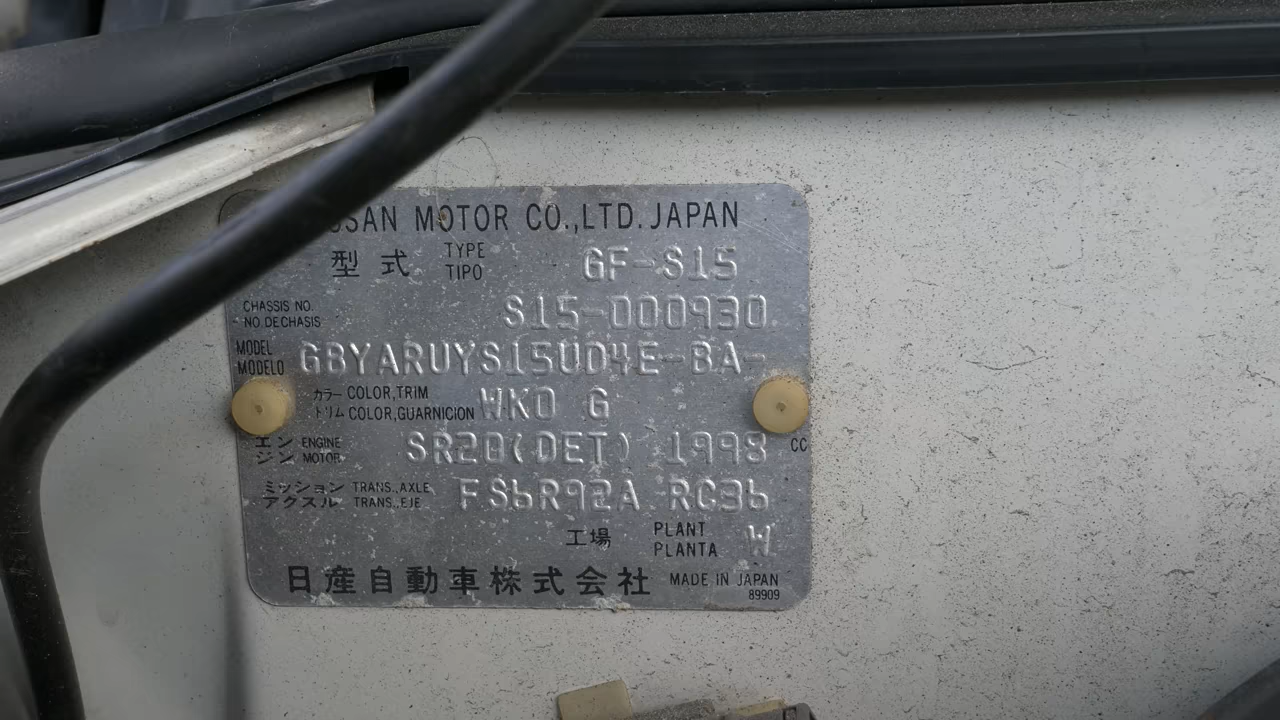 SSAN MOTOR CO.,LTD. JAPAN
型式 TYPE TIPO GF-S15
CHASSIS NO. NO.DECHASIS S15-000930
MODEL MODELO GBYARUYS15UD4E-BA-
カラー COLOR,TRIM
トリム COLOR,GUARNICION WK0 G
エンジン ENGINE MOTOR SR20(DET) 1998 CC
ミッション TRANS.,AXLE
アクスル TRANS.,EJE FS6R92A RC36
工場 PLANT PLANTA W
日産自動車株式会社 MADE IN JAPAN
89909